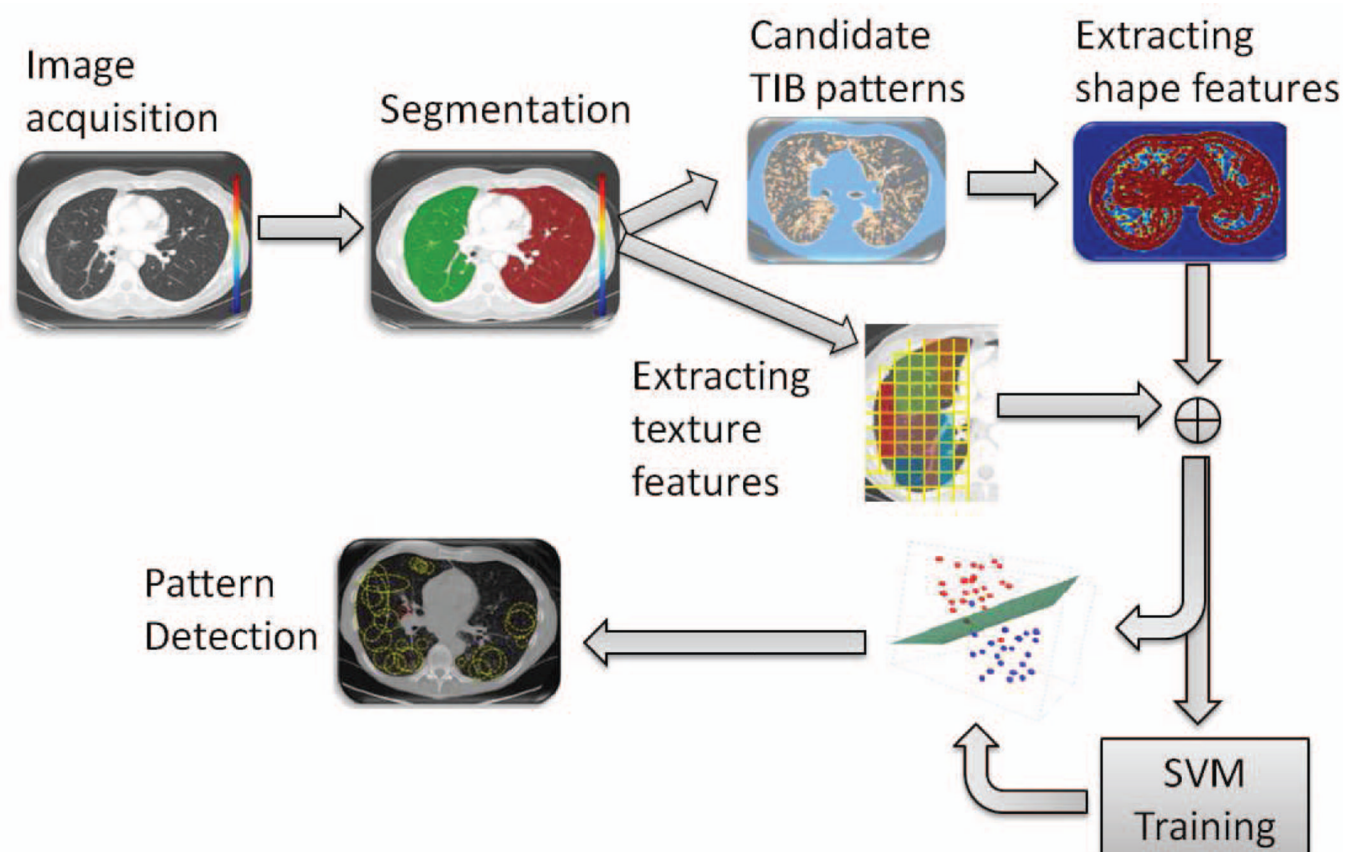 Image
acquisition
Segmentation
Candidate
TIB patterns
Extracting
shape features
Extracting
texture
features
Pattern
Detection
SVM
Training